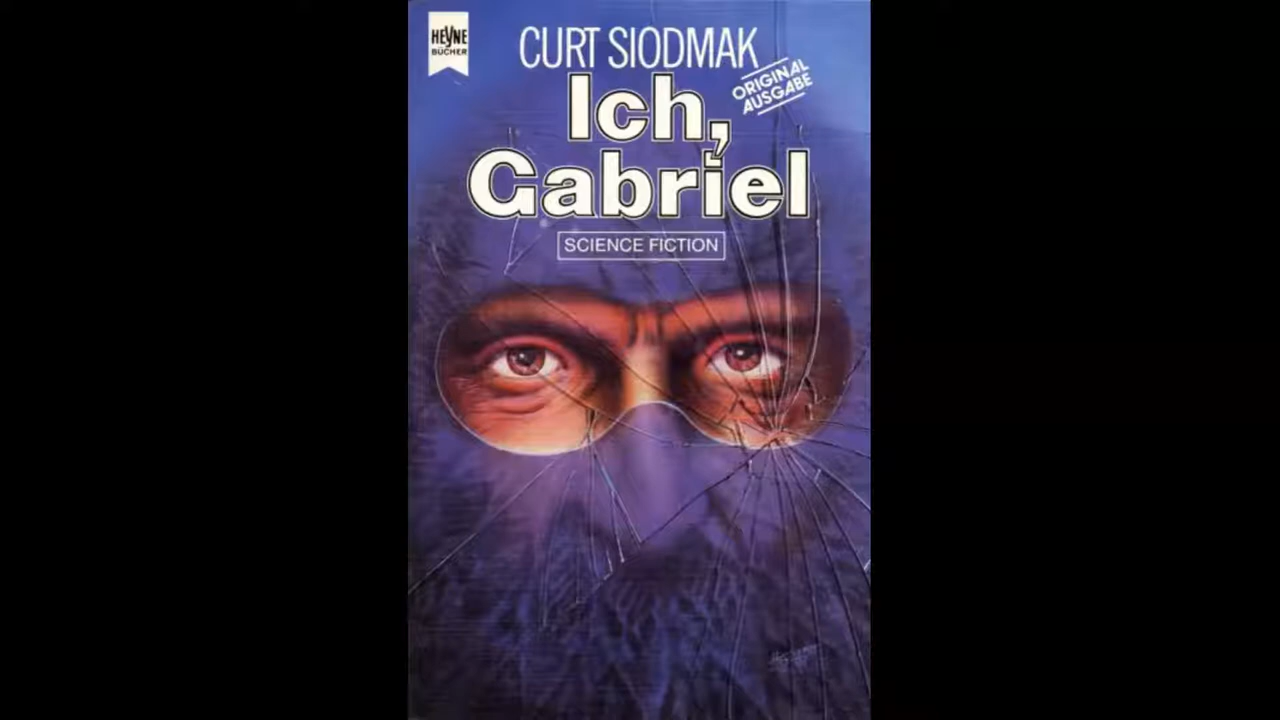 HEYNE
BÜCHER
CURT SIODMAK
ORIGINAL
AUSGABE
Ich,
Gabriel
SCIENCE FICTION